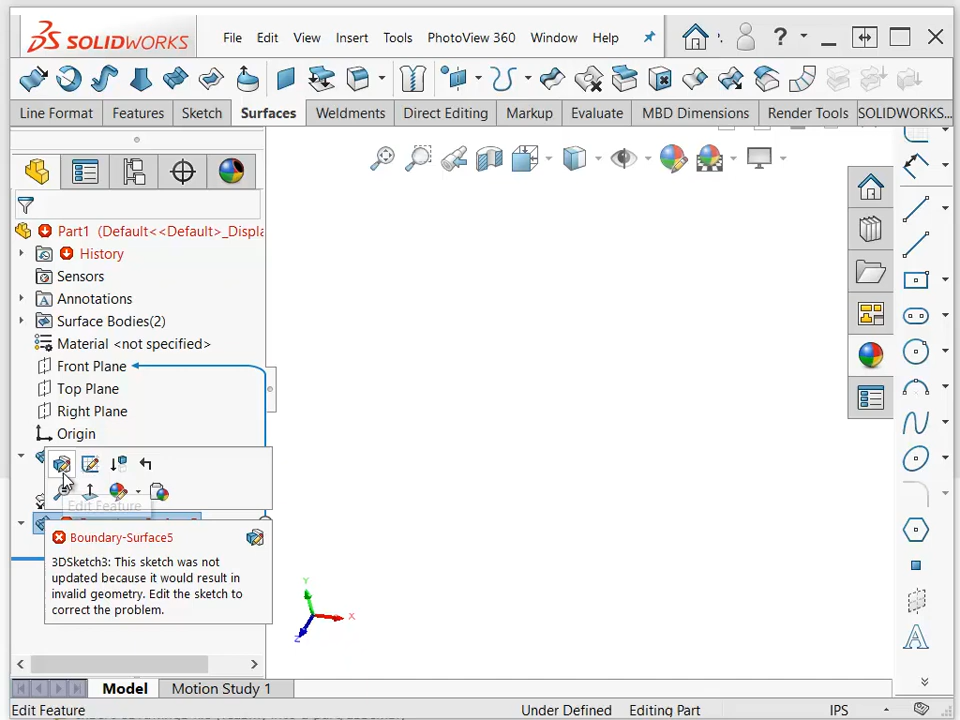 SOLIDWORKS
File Edit View Insert Tools PhotoView 360 Window Help
Line Format Features Sketch Surfaces Weldments Direct Editing Markup Evaluate MBD Dimensions Render Tools SOLIDWORKS...
Part1 (Default<<Default>_Displa
History
Sensors
Annotations
Surface Bodies(2)
Material <not specified>
Front Plane
Top Plane
Right Plane
Origin
Edit Feature
Boundary-Surface5
3DSketch3: This sketch was not
updated because it would result in
invalid geometry. Edit the sketch to
correct the problem.
Y
X
Z
Model Motion Study 1
Edit Feature Under Defined Editing Part IPS